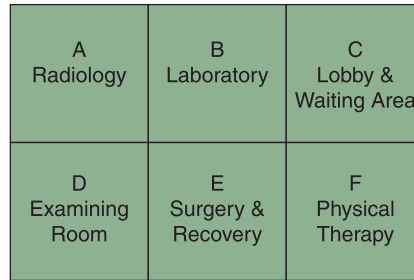 A
Radiology
B
Laboratory
C
Lobby &
Waiting Area
D
Examining
Room
E
Surgery &
Recovery
F
Physical
Therapy